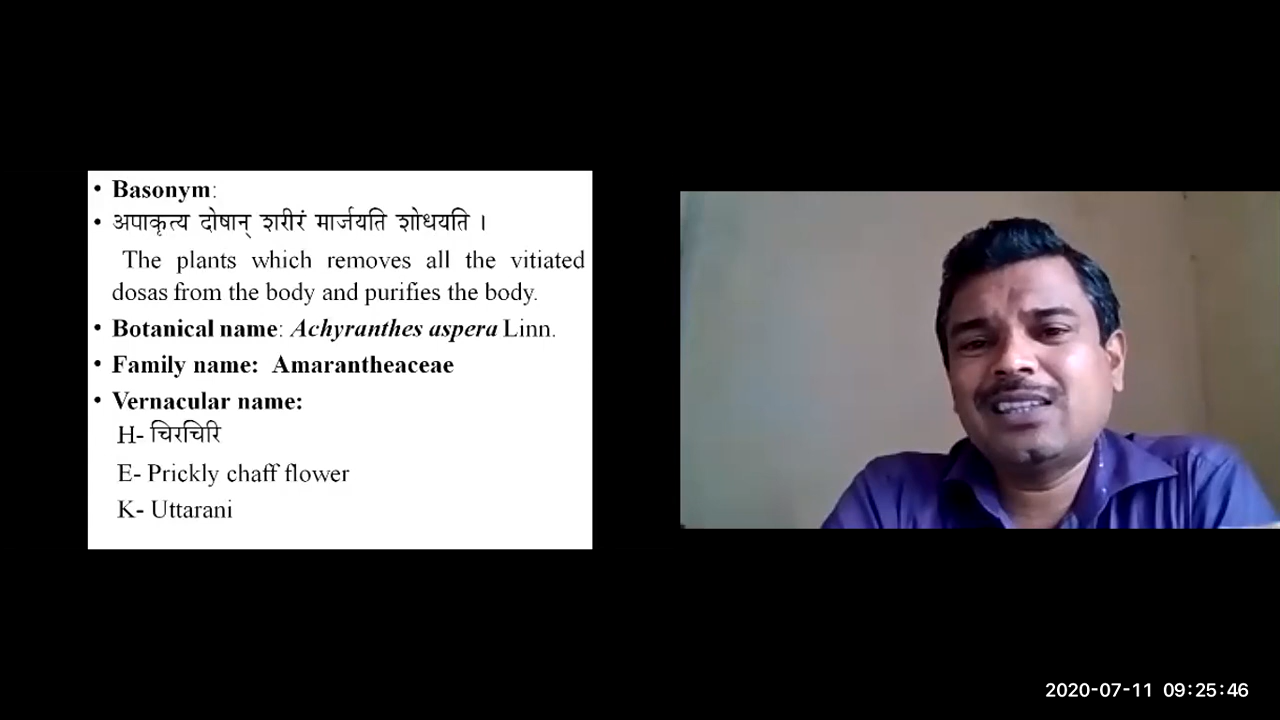 • Basonym:
• अपाकृत्य दोषान् शरीरं मार्जयति शोधयति ।
The plants which removes all the vitiated
dosas from the body and purifies the body.
• Botanical name: Achyranthes aspera Linn.
• Family name: Amarantheaceae
• Vernacular name:
H- चिरचिरि
E- Prickly chaff flower
K- Uttarani
2020-07-11 09:25:46